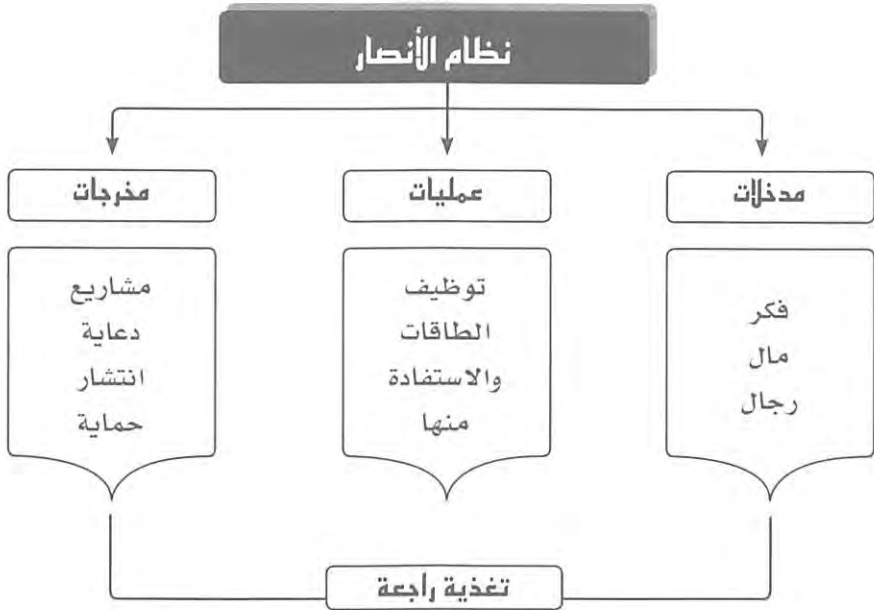 نظام الأنصار
مدخلات
فكر
مال
رجال
عمليات
توظيف
الطاقات
والاستفادة
منها
مخرجات
مشاريع
دعاية
انتشار
حماية
تغذية راجعة